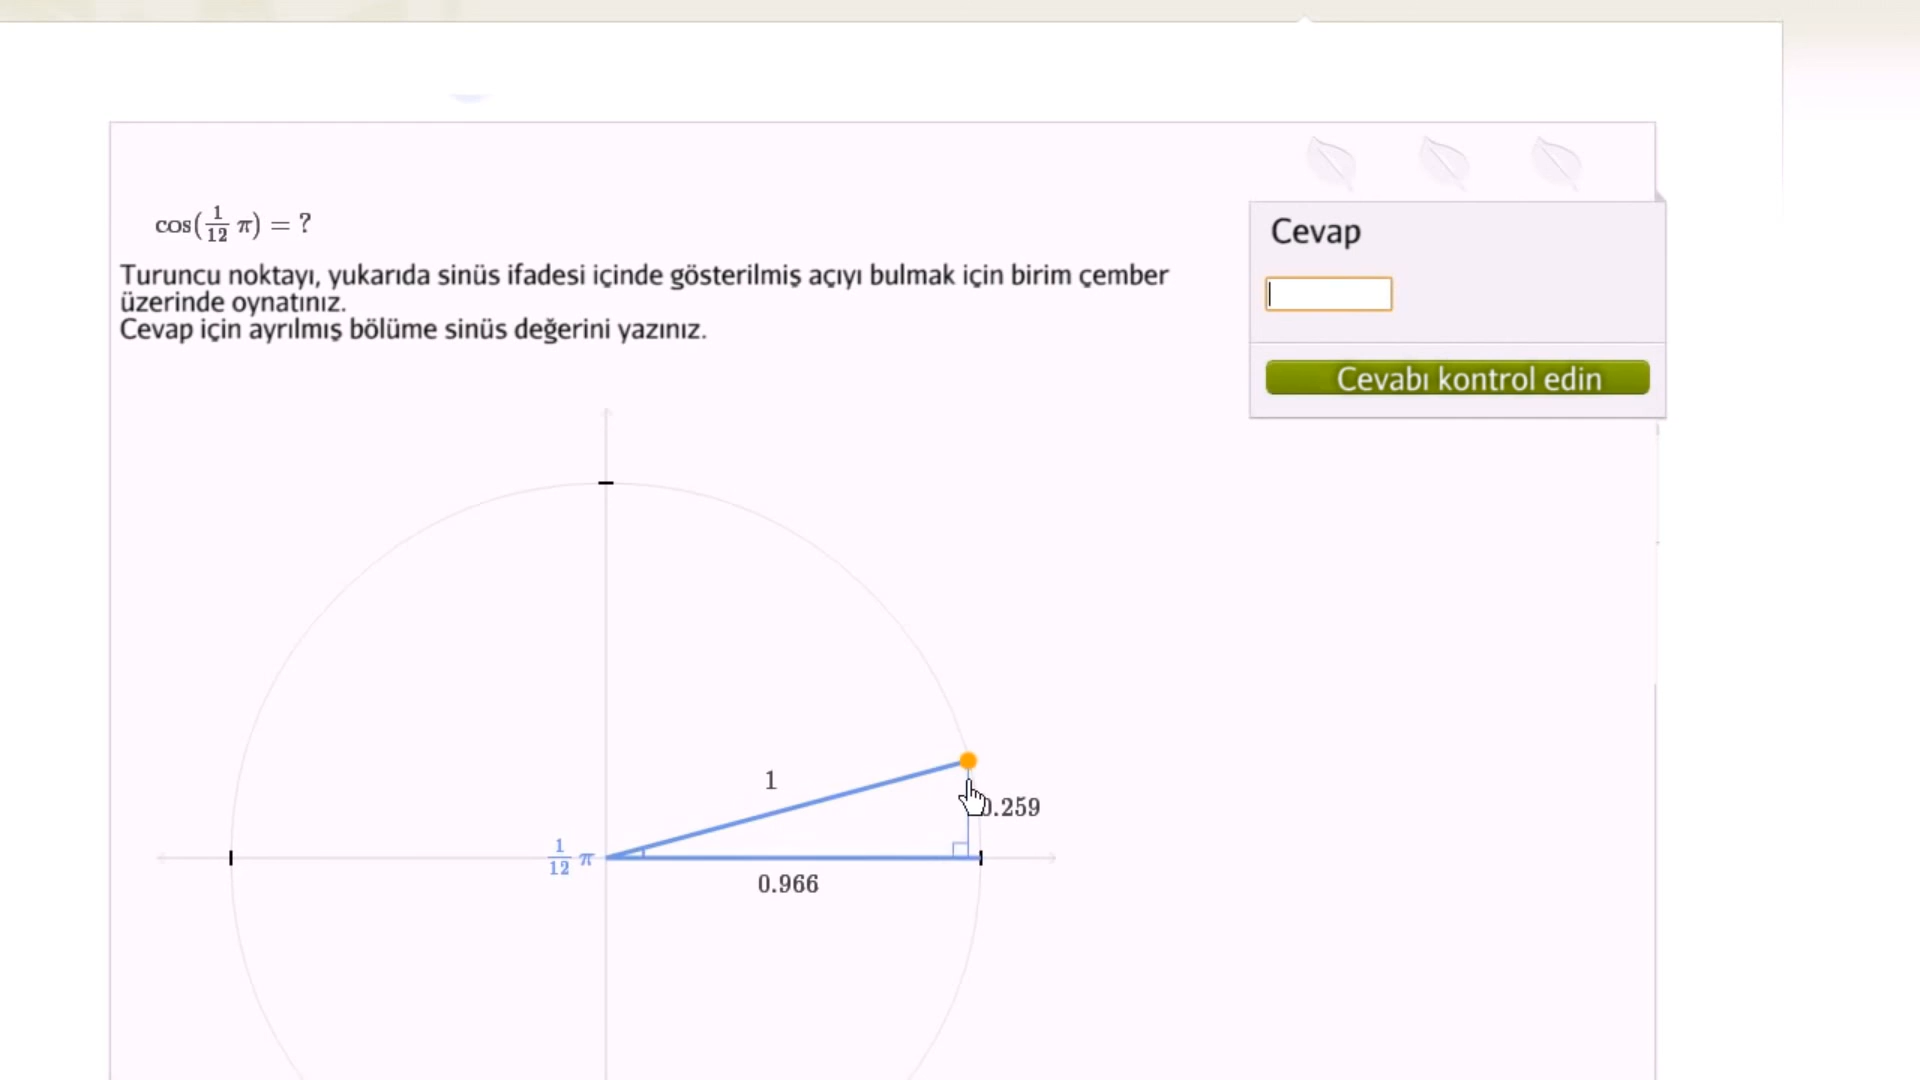 cos(1/12 π) = ?
Turuncu noktayı, yukarıda sinüs ifadesi içinde gösterilmiş açıyı bulmak için birim çember
üzerinde oynatınız.
Cevap için ayrılmış bölüme sinüs değerini yazınız.
Cevap
Cevabı kontrol edin
1
0.259
1/12 π
0.966